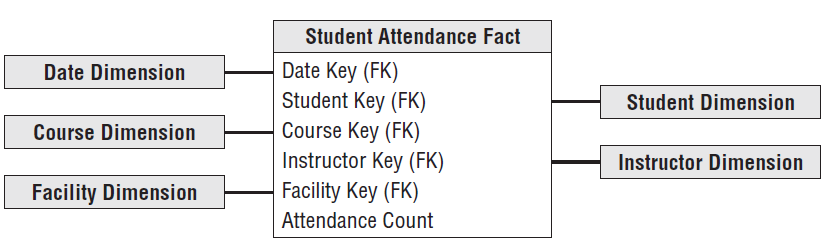 Student Attendance Fact
Date Dimension
Date Key (FK)
Student Key (FK)
Student Dimension
Course Dimension
Course Key (FK)
Instructor Key (FK)
Instructor Dimension
Facility Dimension
Facility Key (FK)
Attendance Count